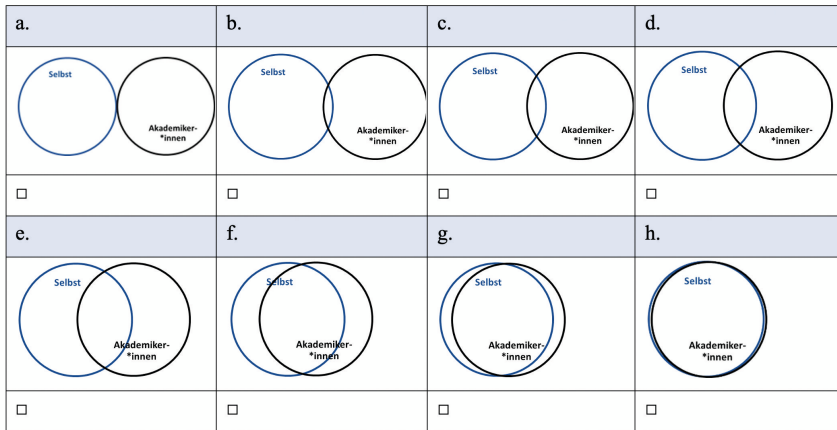 a.
b.
c.
d.
Selbst
Akademiker-
*innen
Selbst
Akademiker-
*innen
Selbst
Akademiker-
*innen
Selbst
Akademiker-
*innen
☐
☐
☐
☐
e.
f.
g.
h.
Selbst
Akademiker-
*innen
Selbst
Akademiker-
*innen
Selbst
Akademiker-
*innen
Selbst
Akademiker-
*innen
☐
☐
☐
☐